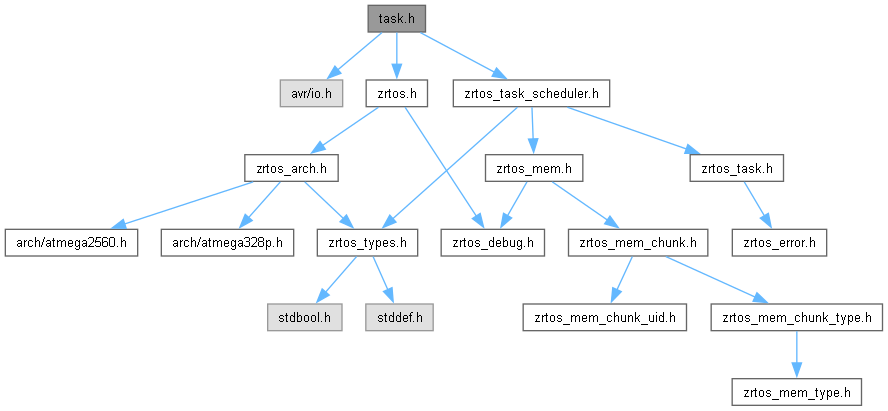 task.h
avr/io.h
zrtos.h
zrtos_task_scheduler.h
zrtos_arch.h
zrtos_mem.h
zrtos_task.h
arch/atmega2560.h
arch/atmega328p.h
zrtos_types.h
zrtos_debug.h
zrtos_mem_chunk.h
zrtos_error.h
stdbool.h
stddef.h
zrtos_mem_chunk_uid.h
zrtos_mem_chunk_type.h
zrtos_mem_type.h